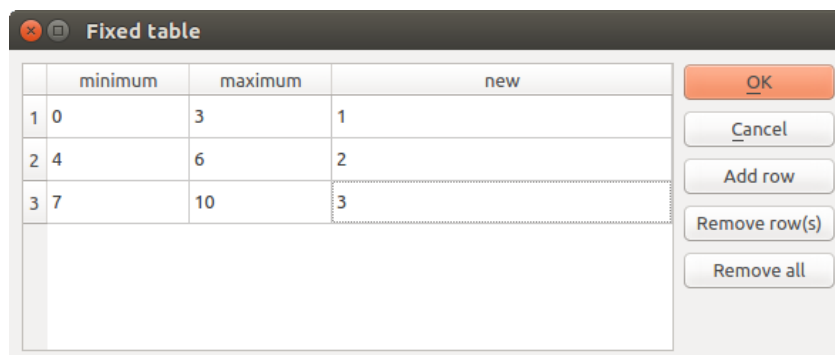 Fixed table
minimum maximum new
1 0 3 1
2 4 6 2
3 7 10 3
OK
Cancel
Add row
Remove row(s)
Remove all